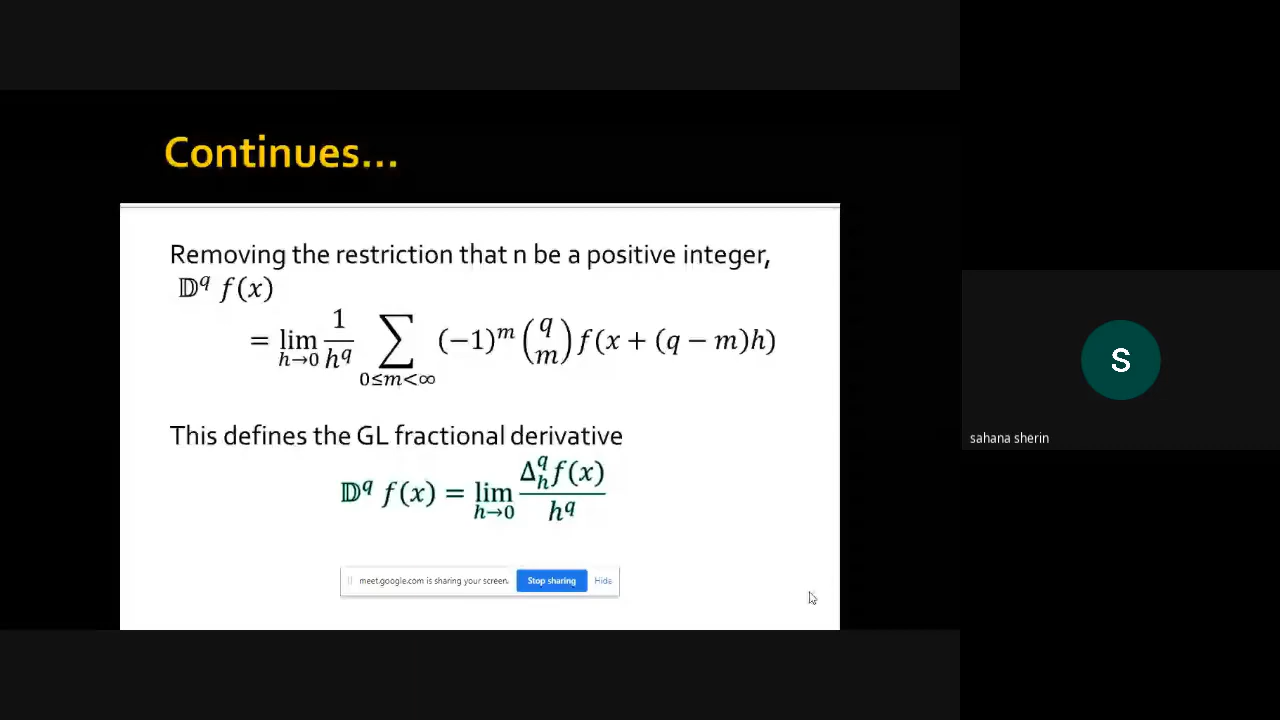 Continues...
Removing the restriction that n be a positive integer,
𝔻^q f(x)
= lim_{h→0} 1/h^q ∑_{0≤m<∞} (−1)^m (q m) f(x + (q − m)h)
This defines the GL fractional derivative
𝔻^q f(x) = lim_{h→0} Δ_h^q f(x) / h^q
meet.google.com is sharing your screen. Stop sharing Hide
S
sahana sherin